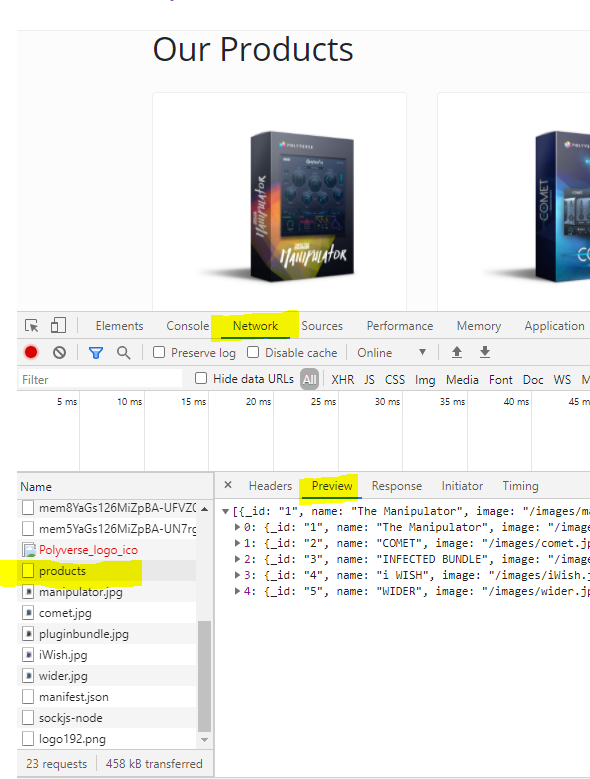 Our Products
POLYVERSE
MANIPULATOR
MANIPULATOR
POLYVERSE
COMET
Elements Console Network Sources Performance Memory Application
Preserve log Disable cache Online
Filter Hide data URLs All XHR JS CSS Img Media Font Doc WS M
5 ms 10 ms 15 ms 20 ms 25 ms 30 ms 35 ms 40 ms 45 m
Name × Headers Preview Response Initiator Timing
mem8YaGs126MiZpBA-UFVZ0
mem5YaGs126MiZpBA-UN7rg
Polyverse_logo_ico
products
manipulator.jpg
comet.jpg
pluginbundle.jpg
iWish.jpg
wider.jpg
manifest.json
sockjs-node
logo192.png
23 requests 458 kB transferred
[{_id: "1", name: "The Manipulator", image: "/images/ma
0: {_id: "1", name: "The Manipulator", image: "/image
1: {_id: "2", name: "COMET", image: "/images/comet.jp
2: {_id: "3", name: "INFECTED BUNDLE", image: "/image
3: {_id: "4", name: "i WISH", image: "/images/iWish.j
4: {_id: "5", name: "WIDER", image: "/images/wider.jp